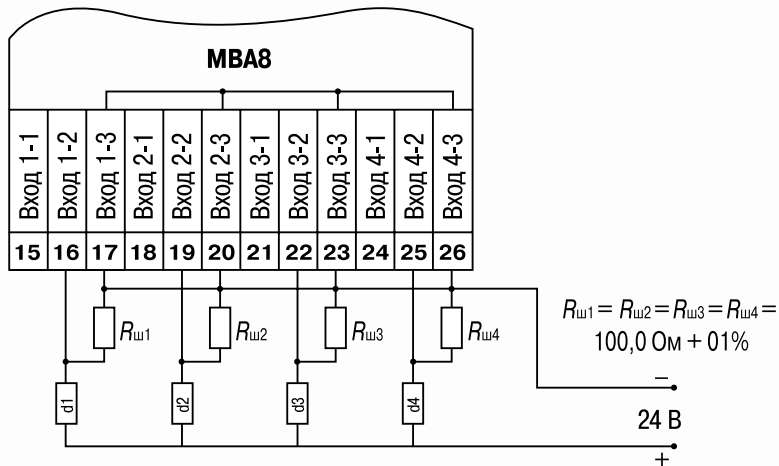 МВА8
Вход 1-1
Вход 1-2
Вход 1-3
Вход 2-1
Вход 2-2
Вход 2-3
Вход 3-1
Вход 3-2
Вход 3-3
Вход 4-1
Вход 4-2
Вход 4-3
15 16 17 18 19 20 21 22 23 24 25 26
Rш1 Rш2 Rш3 Rш4
Rш1 = Rш2 = Rш3 = Rш4 =
100,0 Ом + 01%
d1 d2 d3 d4
–
24 В
+